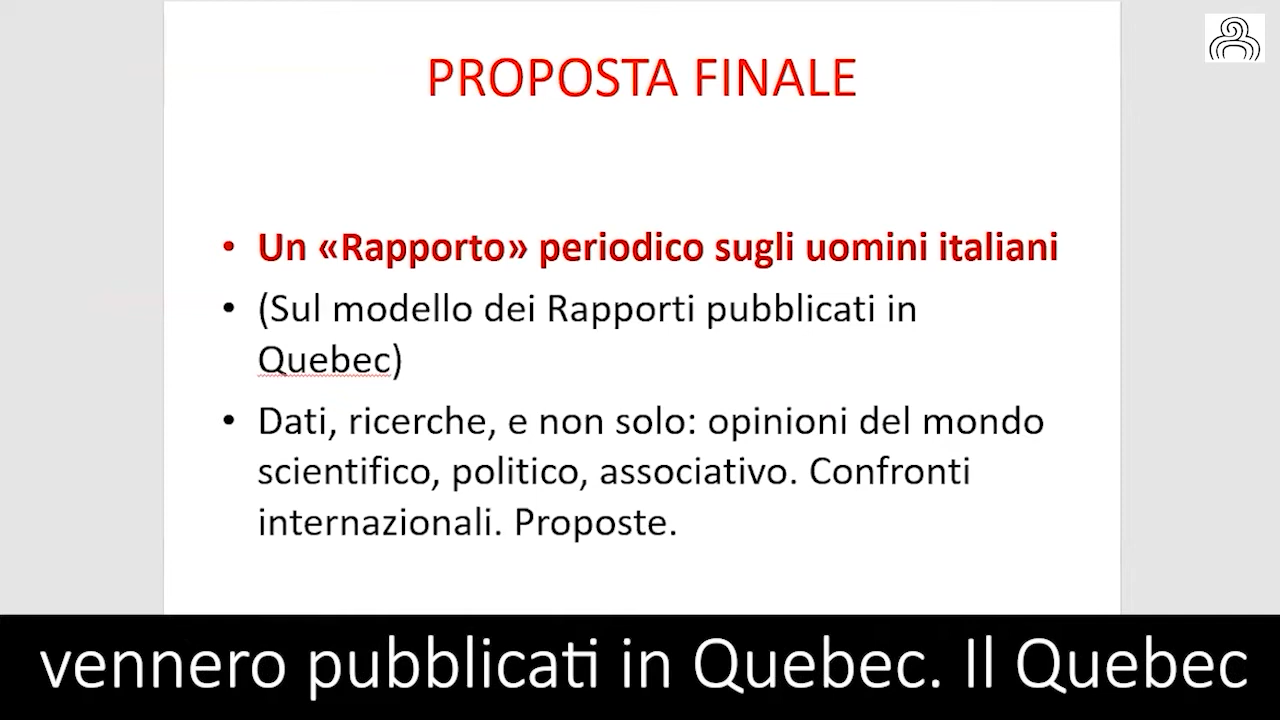 PROPOSTA FINALE
• Un «Rapporto» periodico sugli uomini italiani
• (Sul modello dei Rapporti pubblicati in
Quebec)
• Dati, ricerche, e non solo: opinioni del mondo
scientifico, politico, associativo. Confronti
internazionali. Proposte.
vennero pubblicati in Quebec. Il Quebec